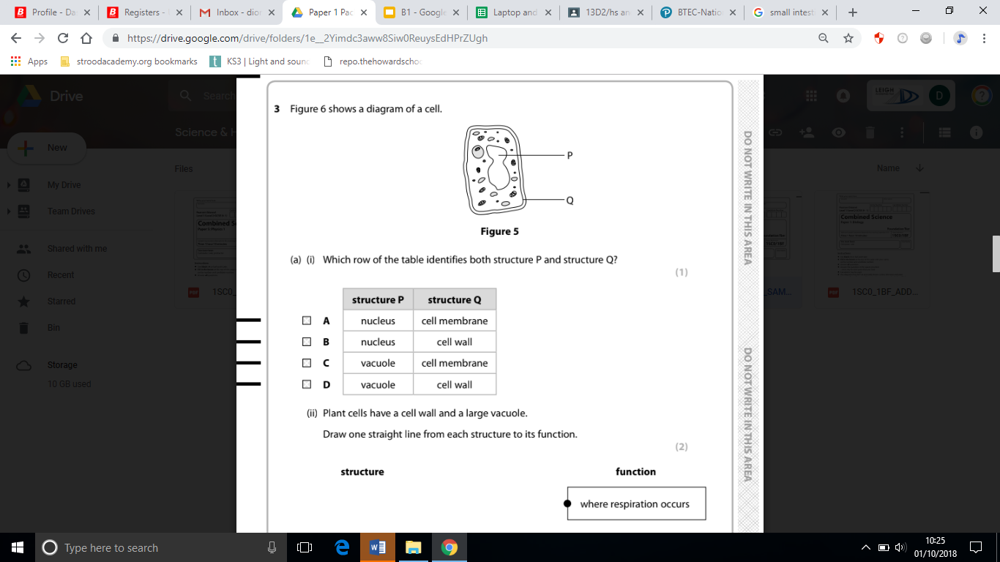 Profile - Da
Registers -
Inbox - dior
Paper 1 Pac
B1 - Google
Laptop and
13D2/hs an
BTEC-Natio
small intest
https://drive.google.com/drive/folders/1e__2Yimdc3aww8Siw0ReuysEdHPrZUgh
Apps
stroodacademy.org bookmarks
KS3 | Light and soun
repo.thehowardschoo
Drive
Search
LEIGH
D
New
Science & H
Files
Name
My Drive
Team Drives
Shared with me
Recent
Starred
Bin
Storage
10 GB used
Combined S
Combined Science
1SC0_
_SAM...
1SC0_1BF_ADD...
3 Figure 6 shows a diagram of a cell.
P
Q
Figure 5
(a) (i) Which row of the table identifies both structure P and structure Q?
(1)
structure P structure Q
A nucleus cell membrane
B nucleus cell wall
C vacuole cell membrane
D vacuole cell wall
(ii) Plant cells have a cell wall and a large vacuole.
Draw one straight line from each structure to its function.
(2)
structure function
where respiration occurs
DO NOT WRITE IN THIS AREA
DO NOT WRITE IN THIS AREA
Type here to search
10:25
01/10/2018